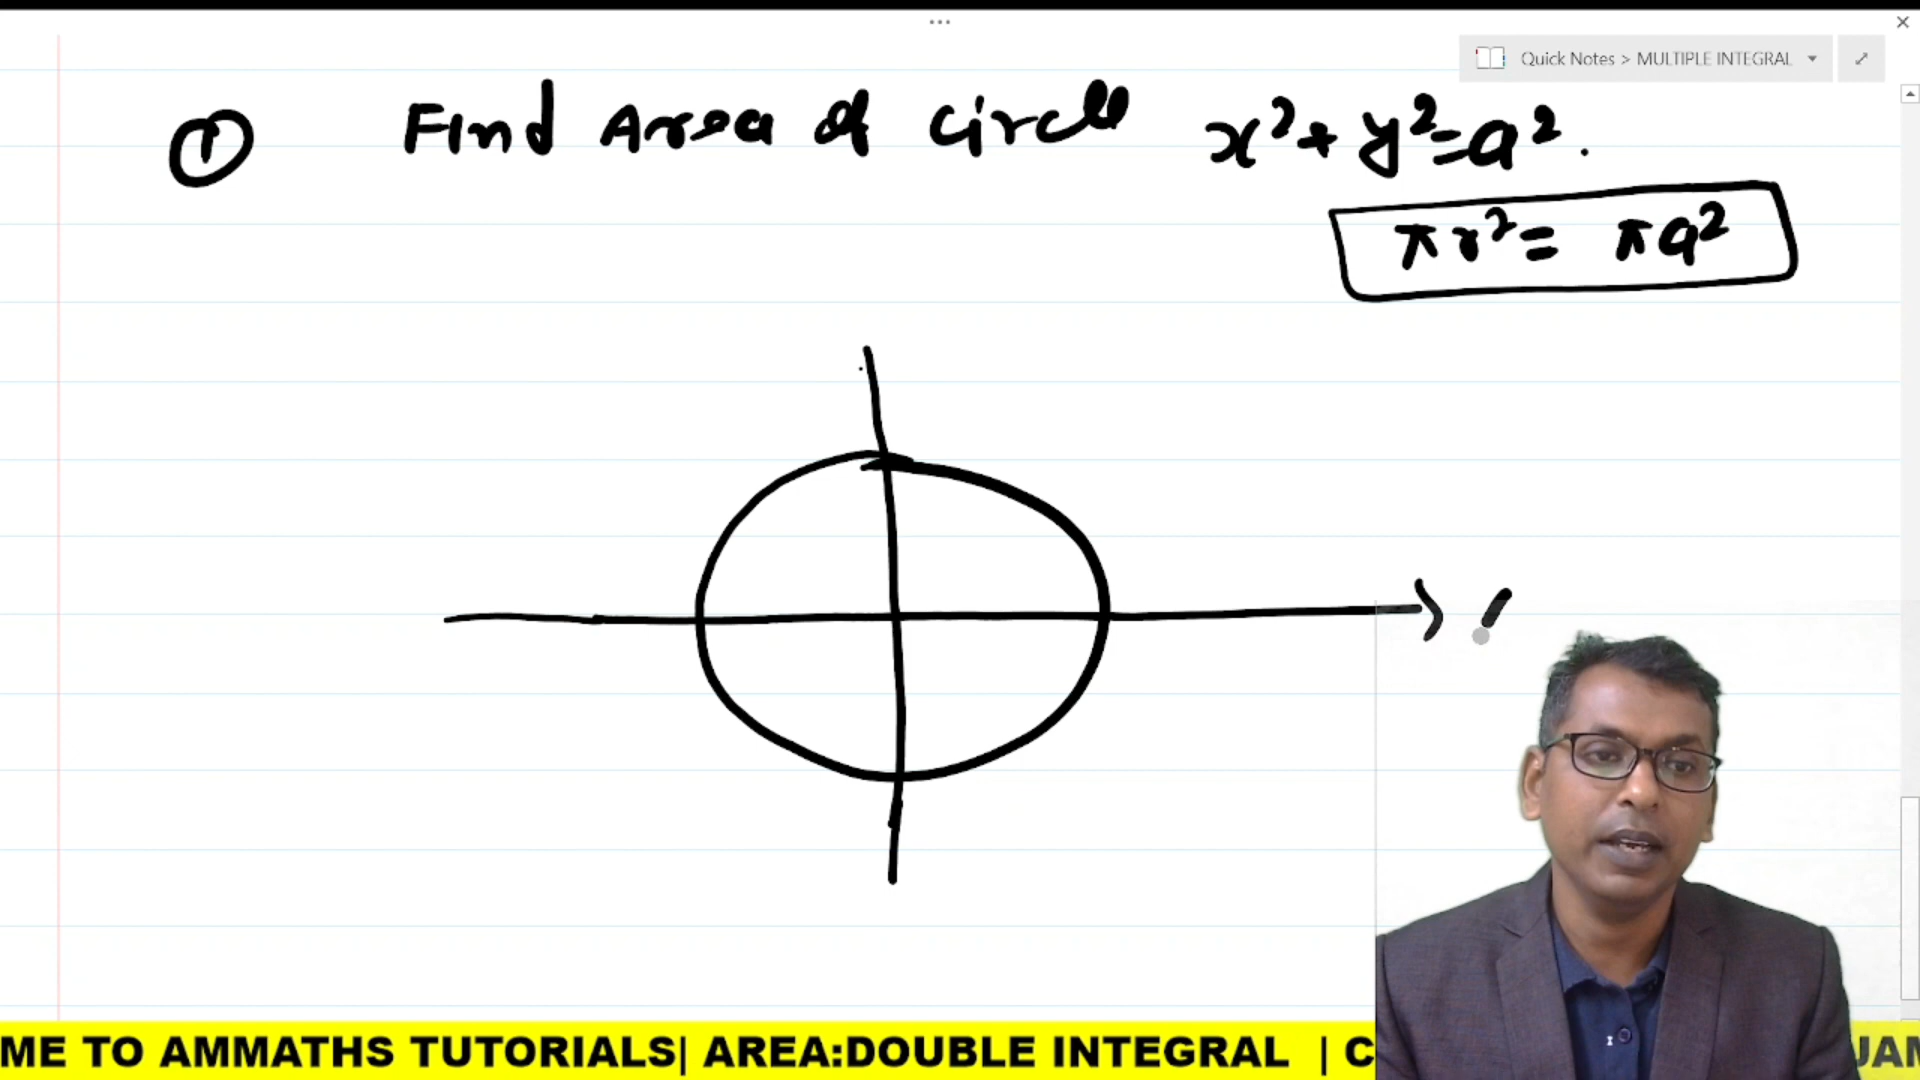 Quick Notes > MULTIPLE INTEGRAL
① Find Area of Circle x²+y²=a².
πr²= πa²
ME TO AMMATHS TUTORIALS| AREA:DOUBLE INTEGRAL | C
JAM